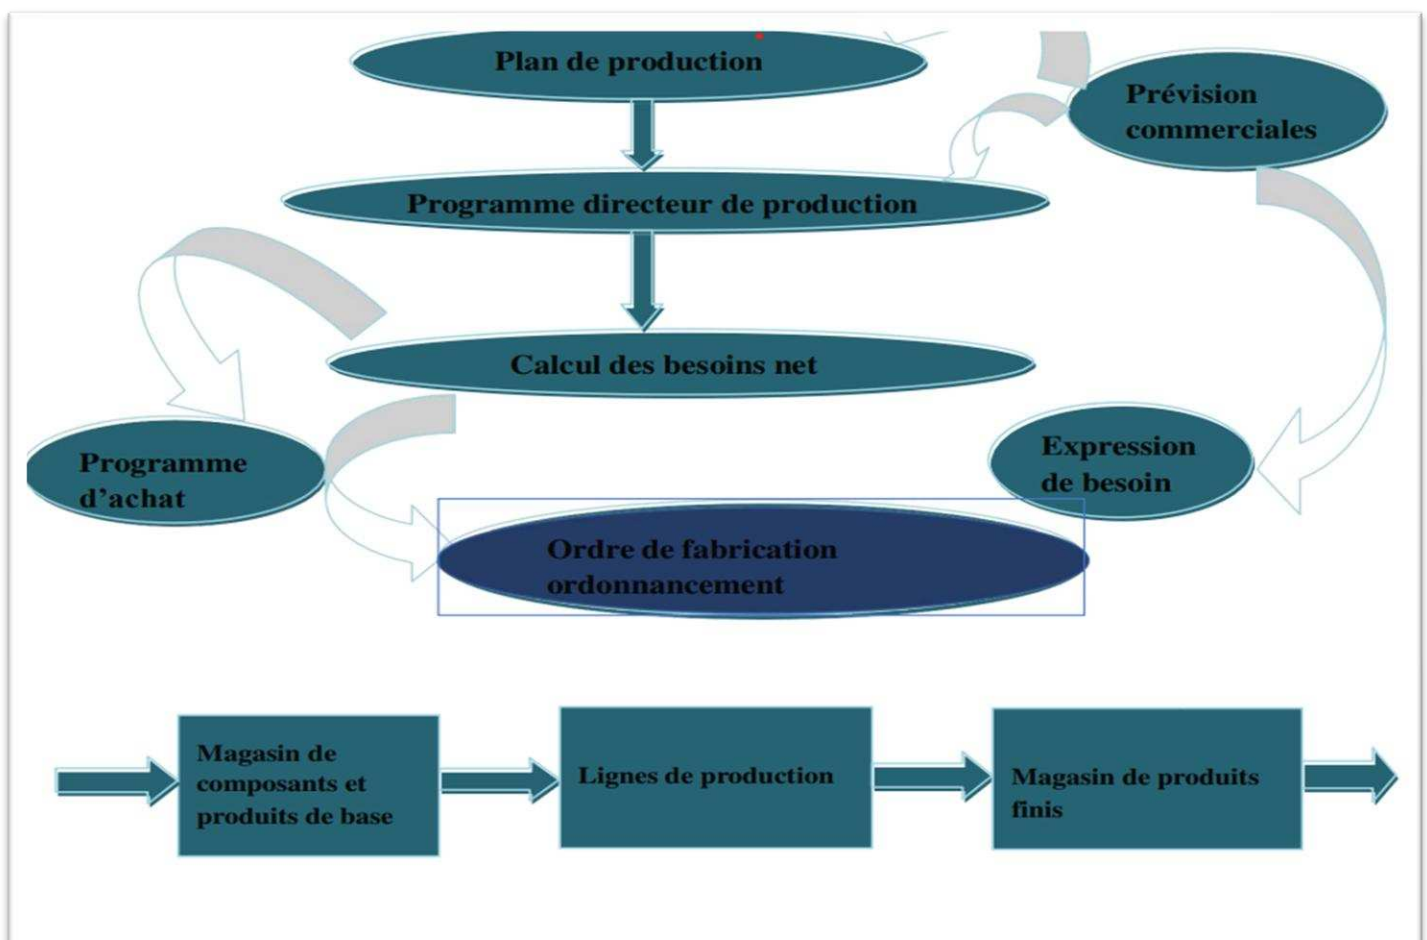 Plan de production
Prévision
commerciales
Programme directeur de production
Calcul des besoins net
Programme
d’achat
Expression
de besoin
Ordre de fabrication
ordonnancement
Magasin de
composants et
produits de base
Lignes de production
Magasin de produits
finis